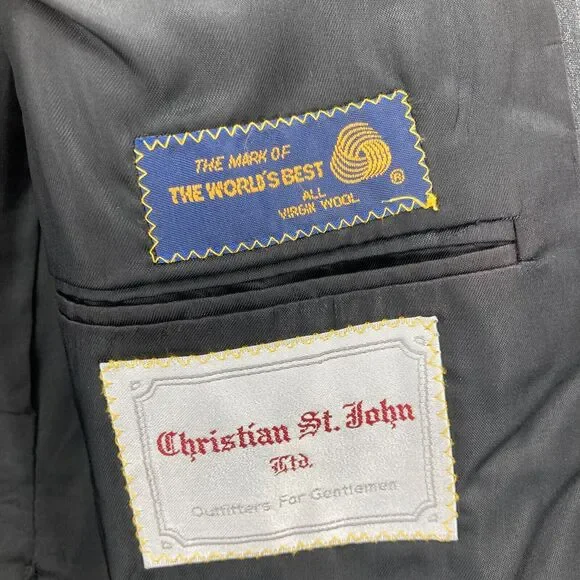 THE MARK OF
THE WORLD'S BEST
ALL
VIRGIN WOOL
®
Christian St. John
Ltd.
Outfitters For Gentlemen